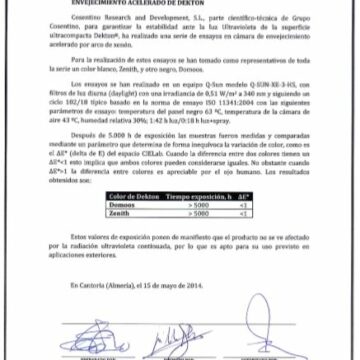 ENVEJECIMIENTO ACELERADO DE DEKTON
Cosentino Research and Development, S.L., parte científico-técnica de Grupo
Cosentino, para garantizar la estabilidad ante la luz Ultravioleta de la superficie
ultracompacta Dekton®, ha realizado una serie de ensayos en cámara de envejecimiento
acelerado por arco de xenón.
Para la realización de estos ensayos se han tomado como representativos de toda
la serie un color blanco, Zenith, y otro negro, Domoos.
Los ensayos se han realizado en un equipo Q-Sun modelo Q-SUN-XE-3-HS, con
filtros de luz diurna (daylight) con una irradiancia de 0,51 W/m² a 340 nm y siguiendo un
ciclo 102/18 típico basado en la norma de ensayo ISO 11341:2004 con las siguientes
parámetros de ensayo: temperatura del panel negro 63 ºC, temperatura de la cámara de
aire 43 ºC, humedad relativa 30%; 1:42 h luz/0:18 h luz+spray.
Después de 5.000 h de exposición las muestras fueron medidas y comparadas
mediante un parámetro que determina de forma inequívoca la variación de color, como es
el ΔE* (delta de E) del espacio CIELab. Cuando la diferencia entre dos colores tienen un
ΔE*<1 esto implica que ambos colores pueden considerarse iguales. No obstante cuando
ΔE*>1 la diferencia entre colores es apreciable por el ojo humano. Los resultados
obtenidos son:
Color de Dekton Tiempo exposición, h ΔE*
Domoos > 5000 <1
Zenith > 5000 <1
Estos valores de exposición ponen de manifiesto que el producto no se ve afectado
por la radiación ultravioleta continuada, por lo que es apto para su uso previsto en
aplicaciones exteriores.
En Cantoria (Almería), el 15 de mayo de 2014.